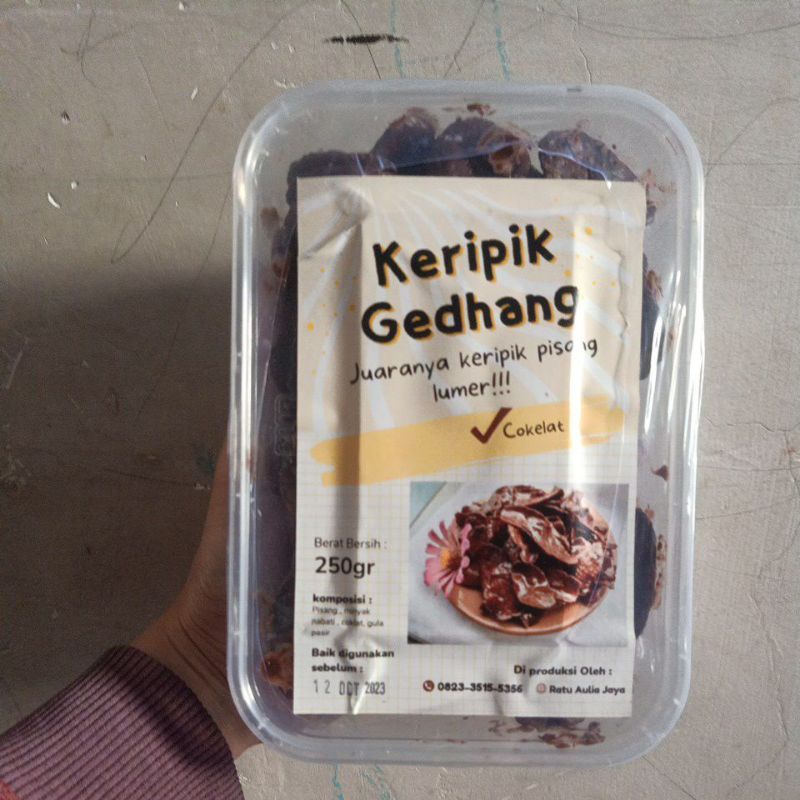 Keripik
Gedhang
Juaranya keripik pisang
lumer!!!
Cokelat
Berat Bersih :
250gr
komposisi :
Pisang , minyak
nabati , coklat, gula
pasir
Baik digunakan
sebelum :
12 OCT 2023
Di produksi Oleh :
0823-3515-5356 Ratu Aulia Jaya